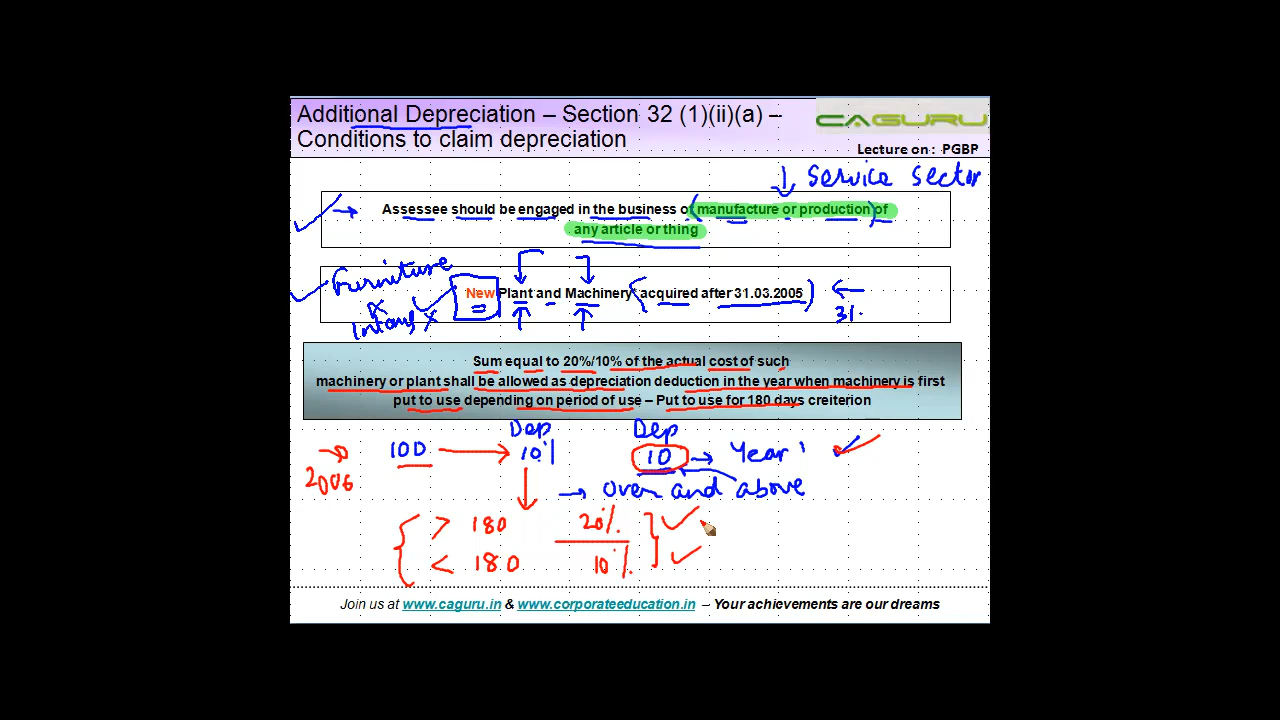 Additional Depreciation – Section 32 (1)(ii)(a) –
Conditions to claim depreciation
CAGURU
Lecture on : PGBP
Service sector
Assessee should be engaged in the business of manufacture or production of
any article or thing
Furniture
New Plant and Machinery acquired after 31.03.2005
Intang x
31.
Sum equal to 20%/10% of the actual cost of such
machinery or plant shall be allowed as depreciation deduction in the year when machinery is first
put to use depending on period of use – Put to use for 180 days creiterion
Dep Dep
100 10% 10 Year 1
2006
Over and above
> 180 20%
< 180 10%
Join us at www.caguru.in & www.corporateeducation.in – Your achievements are our dreams